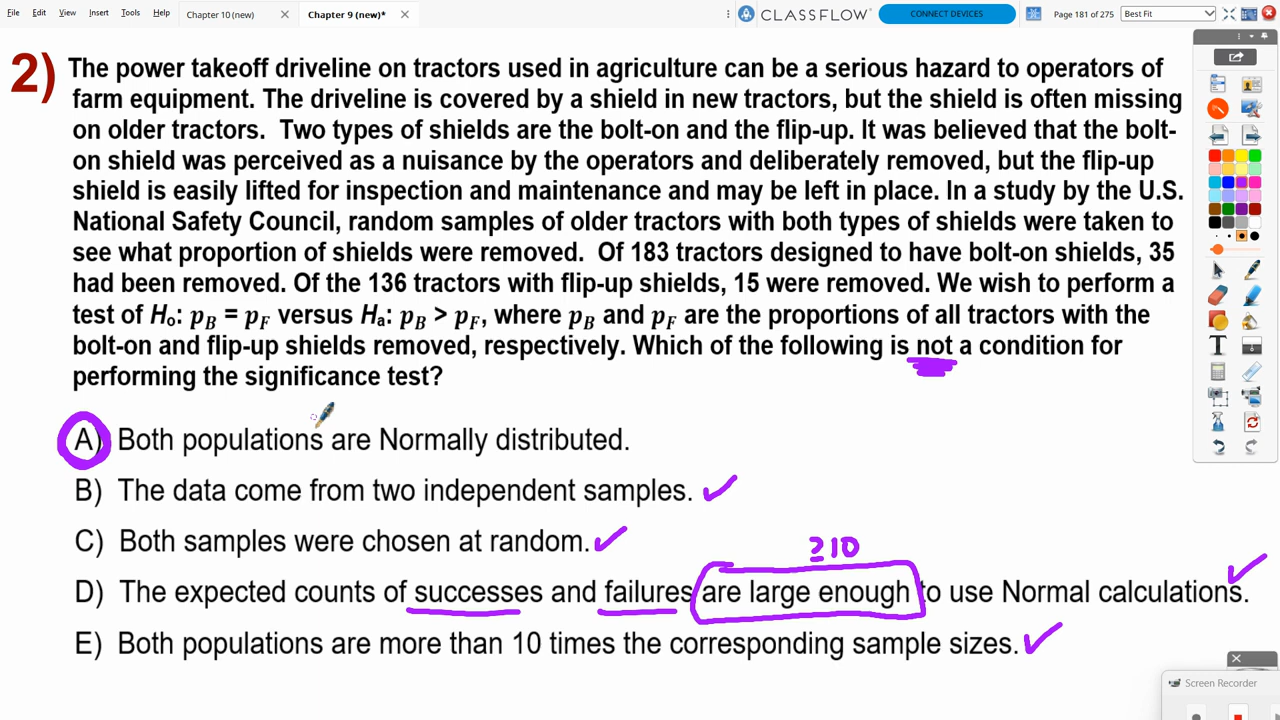 File Edit View Insert Tools Help Chapter 10 (new) Chapter 9 (new)* CLASSFLOW CONNECT DEVICES Page 181 of 275 Best Fit
2) The power takeoff driveline on tractors used in agriculture can be a serious hazard to operators of
farm equipment. The driveline is covered by a shield in new tractors, but the shield is often missing
on older tractors. Two types of shields are the bolt-on and the flip-up. It was believed that the bolt-
on shield was perceived as a nuisance by the operators and deliberately removed, but the flip-up
shield is easily lifted for inspection and maintenance and may be left in place. In a study by the U.S.
National Safety Council, random samples of older tractors with both types of shields were taken to
see what proportion of shields were removed. Of 183 tractors designed to have bolt-on shields, 35
had been removed. Of the 136 tractors with flip-up shields, 15 were removed. We wish to perform a
test of Ho: pB = pF versus Ha: pB > pF, where pB and pF are the proportions of all tractors with the
bolt-on and flip-up shields removed, respectively. Which of the following is not a condition for
performing the significance test?
A) Both populations are Normally distributed.
B) The data come from two independent samples. ✓
C) Both samples were chosen at random. ✓
≥10
D) The expected counts of successes and failures are large enough to use Normal calculations. ✓
E) Both populations are more than 10 times the corresponding sample sizes. ✓
Screen Recorder